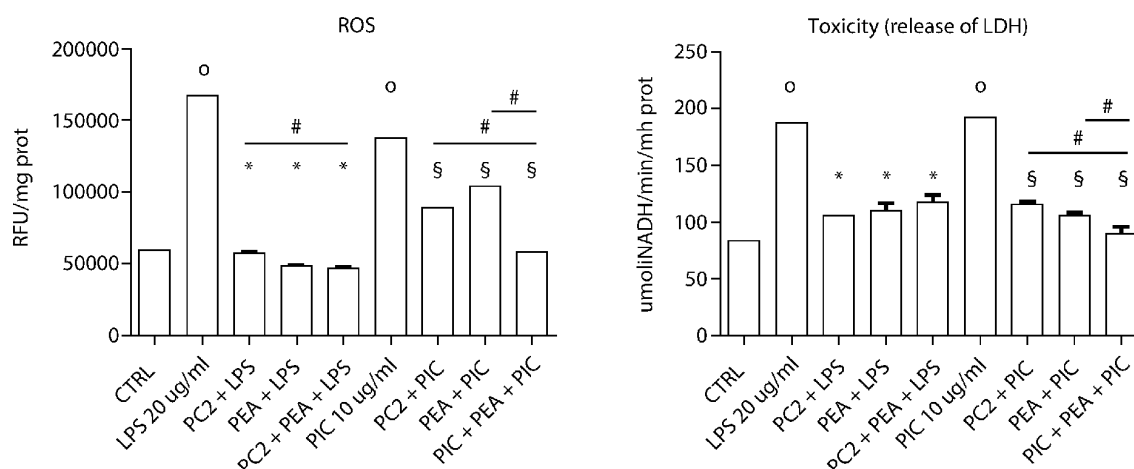 ROS
RFU/mg prot
200000
150000
100000
50000
0
o
#
* * *
o
#
#
§ § §
CTRL
LPS 20 ug/ml
PC2 + LPS
PEA + LPS
PC2 + PEA + LPS
PIC 10 ug/ml
PC2 + PIC
PEA + PIC
PIC + PEA + PIC
Toxicity (release of LDH)
umoliNADH/min/mh prot
250
200
150
100
50
0
o
* * *
o
#
#
§ § §
CTRL
LPS 20 ug/ml
PC2 + LPS
PEA + LPS
PC2 + PEA + LPS
PIC 10 ug/ml
PC2 + PIC
PEA + PIC
PIC + PEA + PIC